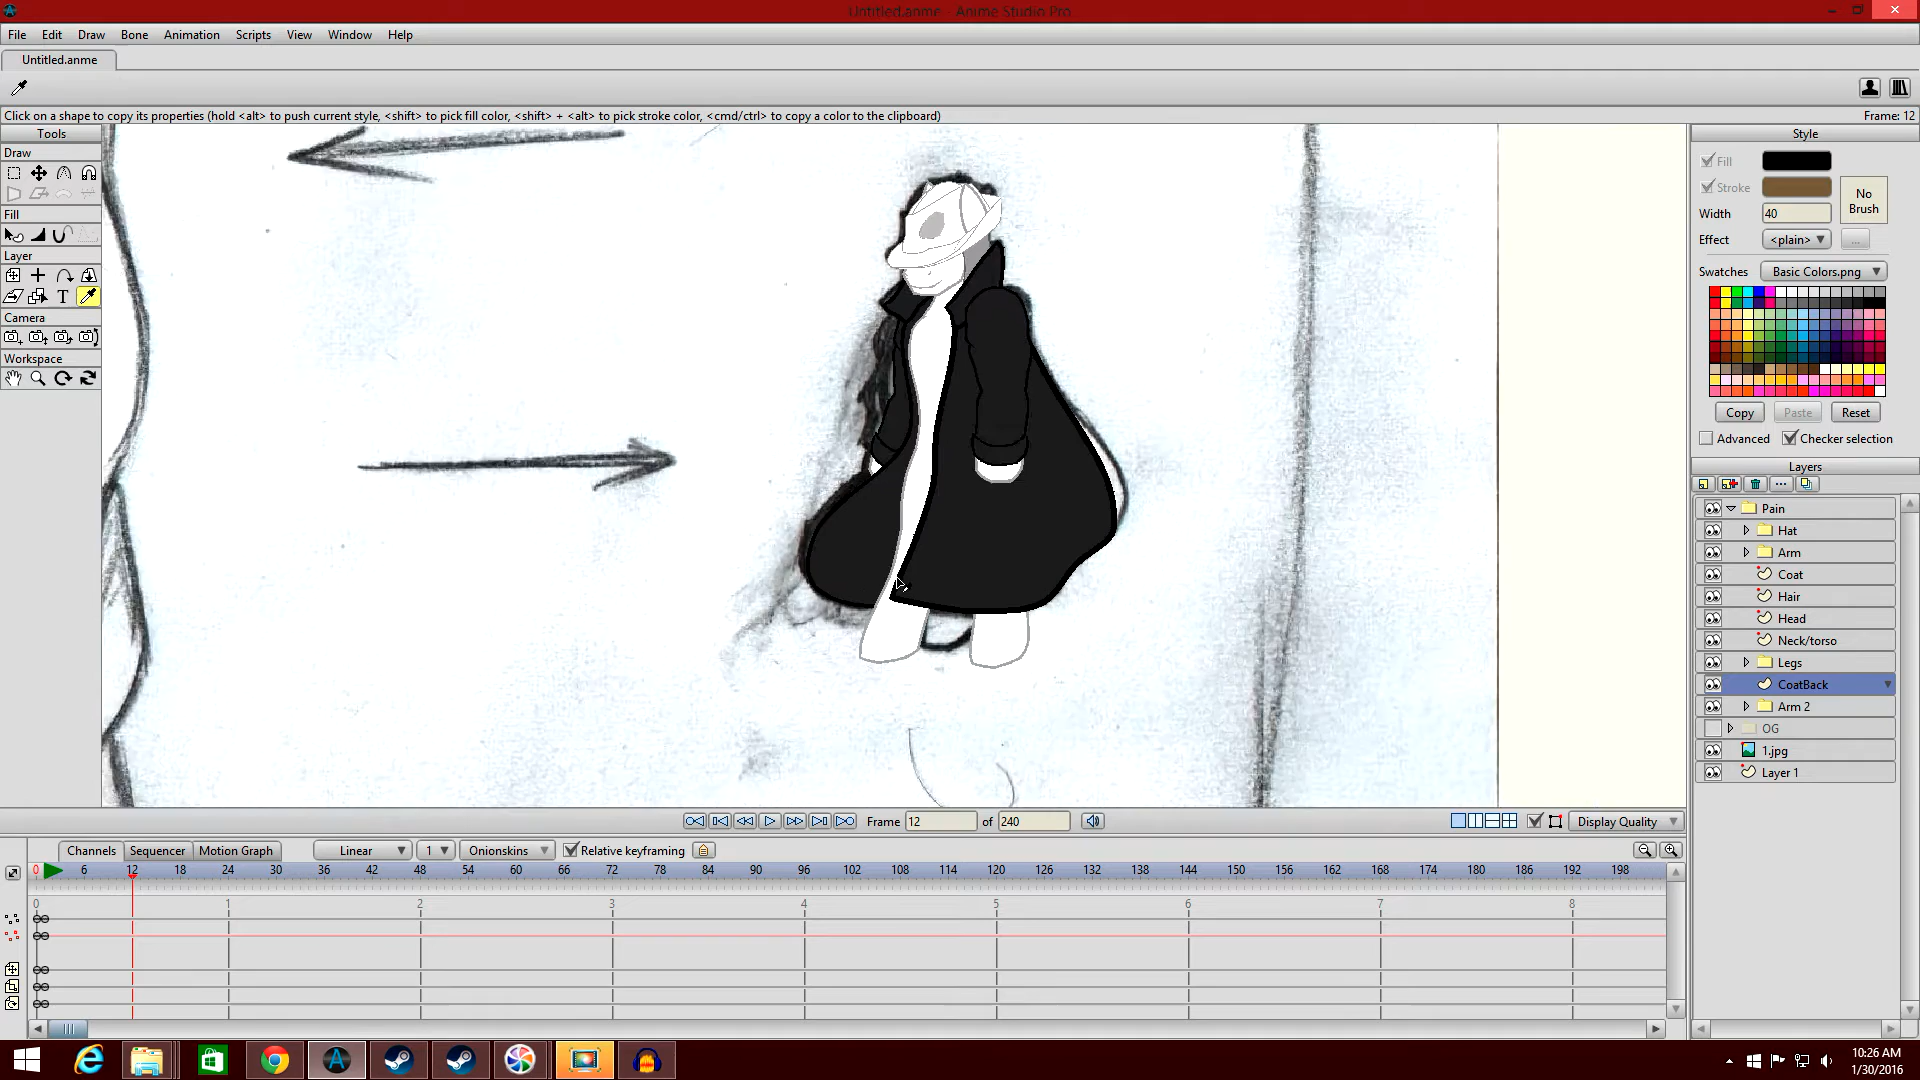 Untitled.anme - Anime Studio Pro
File Edit Draw Bone Animation Scripts View Window Help
Untitled.anme
Click on a shape to copy its properties (hold <alt> to push current style, <shift> to pick fill color, <shift> + <alt> to pick stroke color, <cmd/ctrl> to copy a color to the clipboard)
Frame: 12
Tools
Draw
Fill
Layer
T
Camera
Workspace
Style
Fill
Stroke
No Brush
Width 40
Effect <plain> ...
Swatches Basic Colors.png
Copy Paste Reset
Advanced Checker selection
Layers
Pain
Hat
Arm
Coat
Hair
Head
Neck/torso
Legs
CoatBack
Arm 2
OG
1.jpg
Layer 1
Frame 12 of 240
Display Quality
Channels Sequencer Motion Graph Linear 1 Onionskins Relative keyframing
0 6 12 18 24 30 36 42 48 54 60 66 72 78 84 90 96 102 108 114 120 126 132 138 144 150 156 162 168 174 180 186 192 198
0 1 2 3 4 5 6 7 8
10:26 AM
1/30/2016